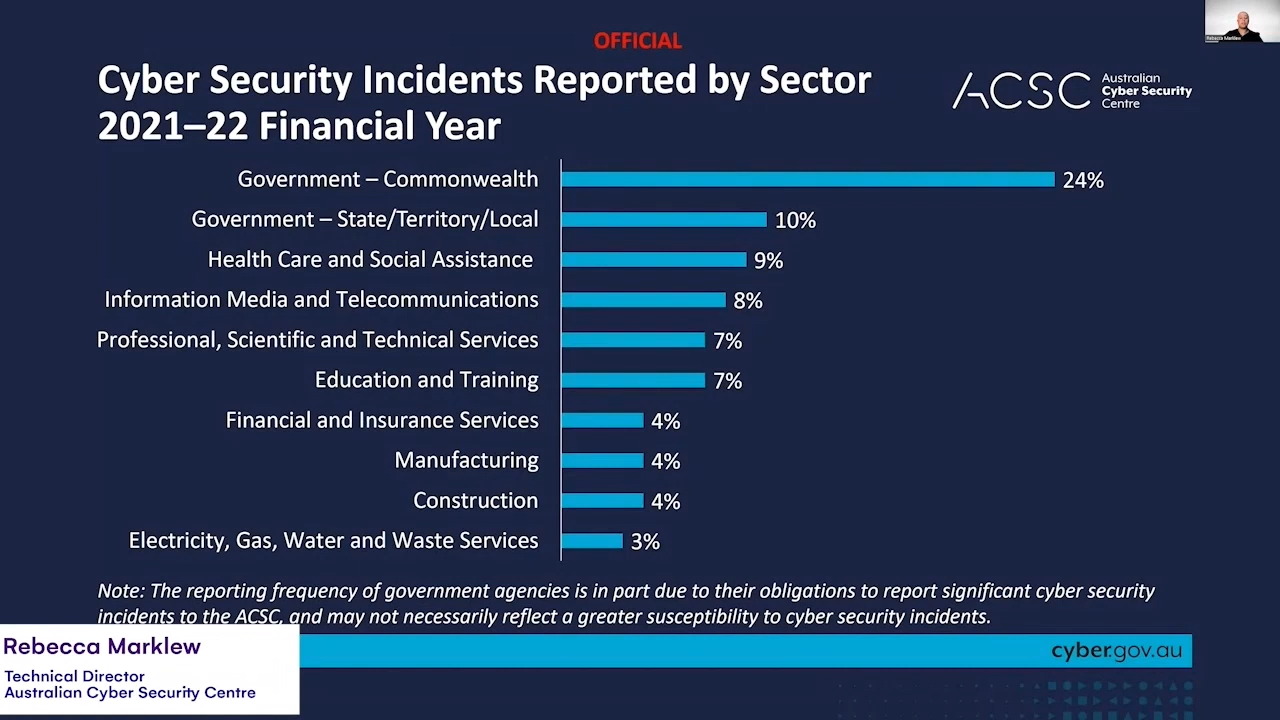 OFFICIAL
Cyber Security Incidents Reported by Sector
2021–22 Financial Year
ACSC
Australian
Cyber Security
Centre
Government – Commonwealth 24%
Government – State/Territory/Local 10%
Health Care and Social Assistance 9%
Information Media and Telecommunications 8%
Professional, Scientific and Technical Services 7%
Education and Training 7%
Financial and Insurance Services 4%
Manufacturing 4%
Construction 4%
Electricity, Gas, Water and Waste Services 3%
Note: The reporting frequency of government agencies is in part due to their obligations to report significant cyber security
incidents to the ACSC, and may not necessarily reflect a greater susceptibility to cyber security incidents.
cyber.gov.au
Rebecca Marklew
Technical Director
Australian Cyber Security Centre
Rebecca Marklew